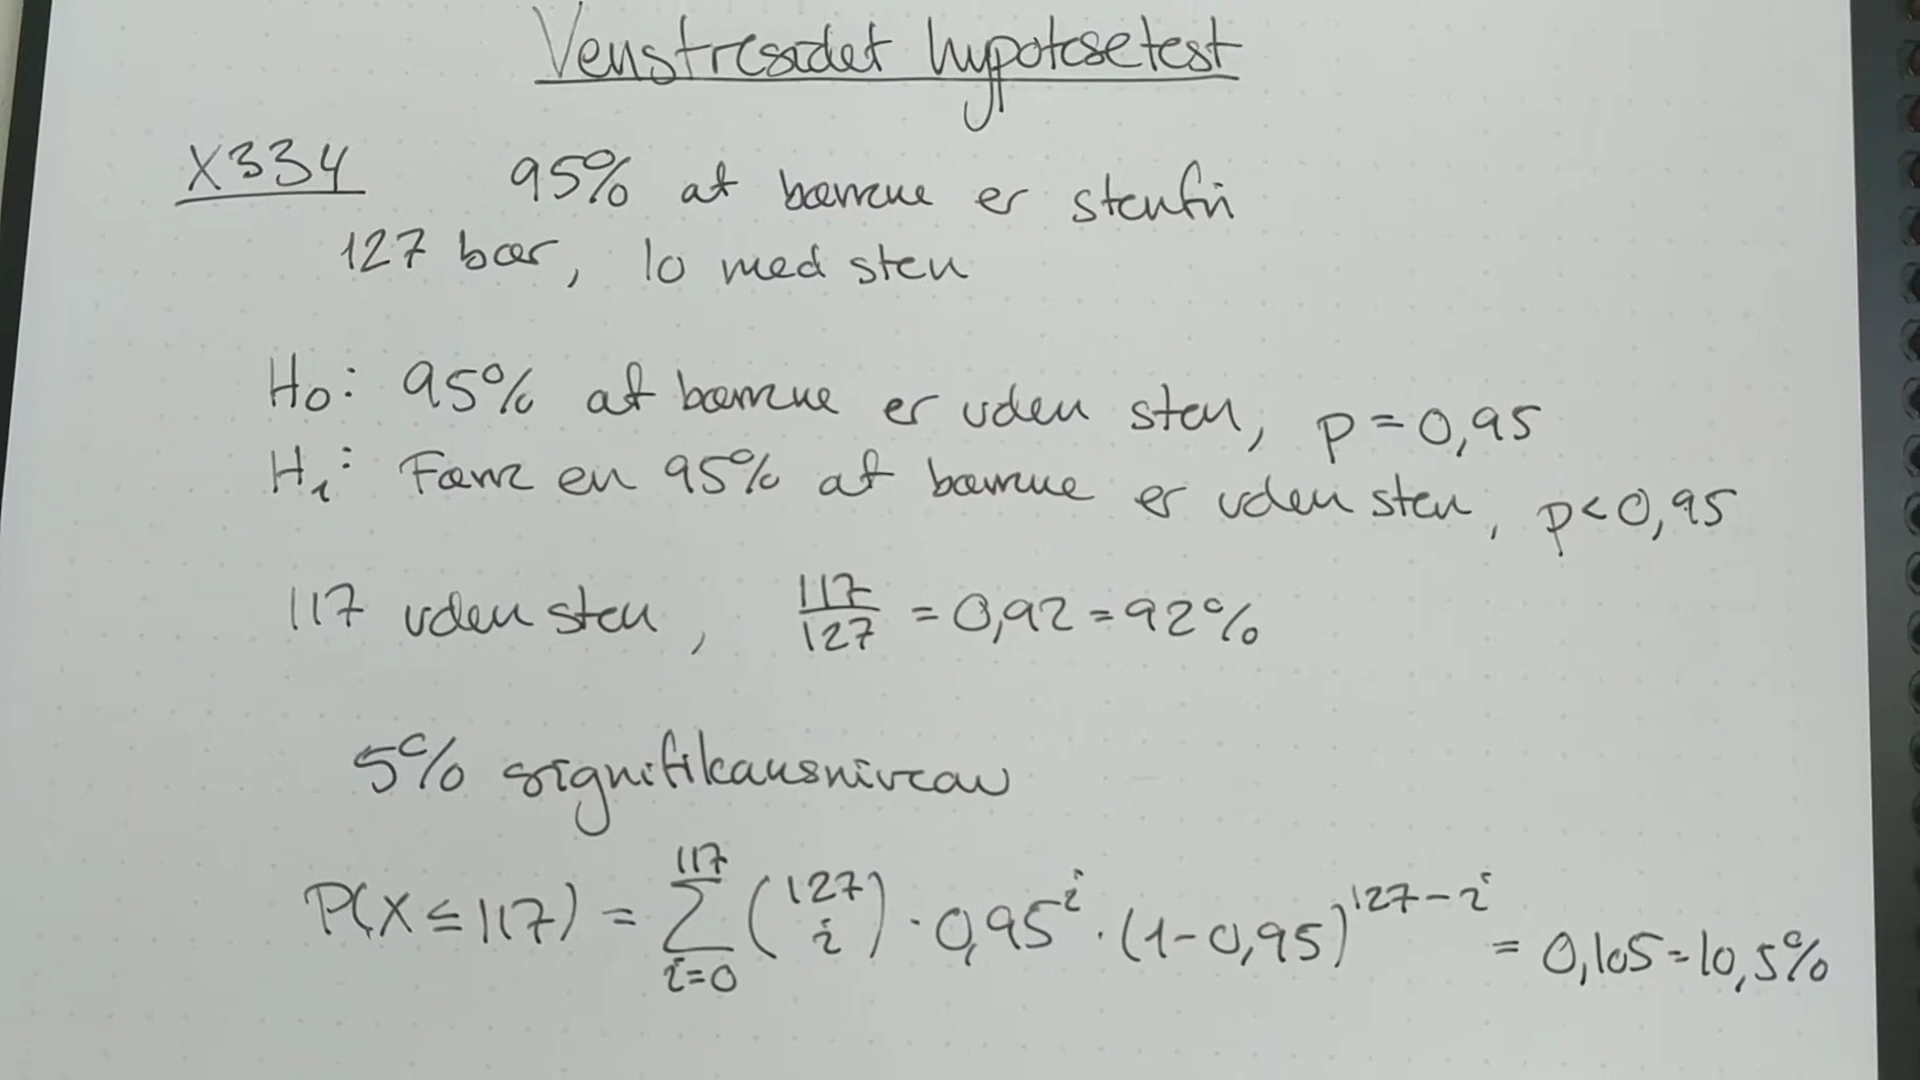 Venstresidet hypotesetest
X334 95% af bærrene er stenfri
127 bær, 10 med sten
H0: 95% af bærrene er uden sten, p=0,95
H1: Færre en 95% af bærrene er uden sten, p<0,95
117 uden sten, 117/127 = 0,92 = 92%
5% signifikansniveau
P(X≤117) = ∑_{i=0}^{117} (127 i) · 0,95^i · (1-0,95)^{127-i} = 0,105 = 10,5%